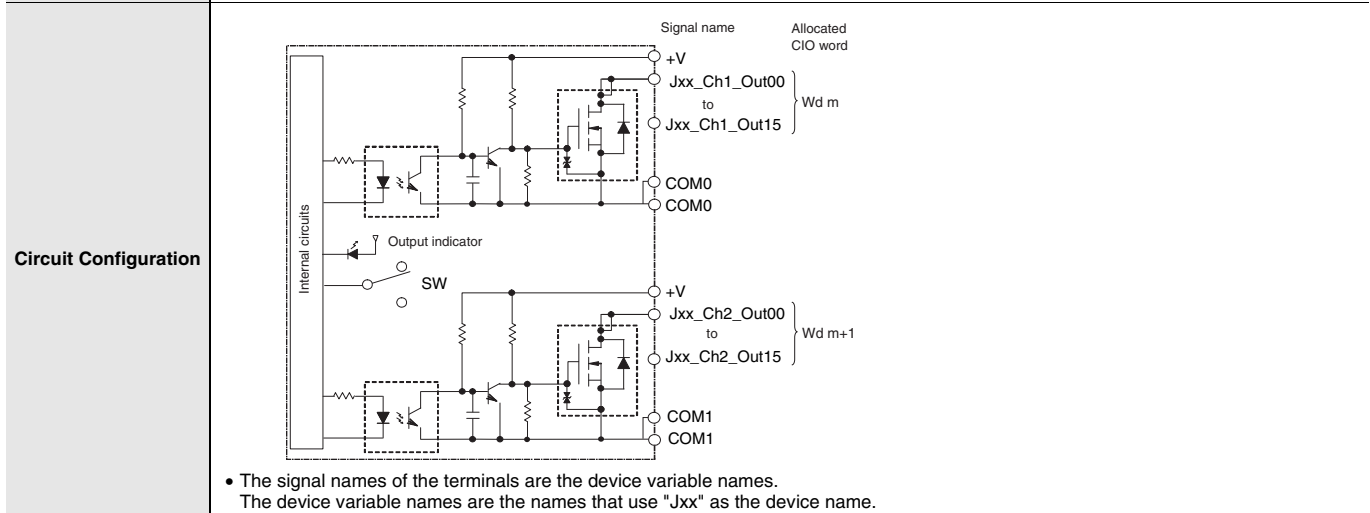 Circuit Configuration
Signal name
Allocated
CIO word
+V
Jxx_Ch1_Out00
to
Jxx_Ch1_Out15
Wd m
COM0
COM0
Internal circuits
Output indicator
SW
+V
Jxx_Ch2_Out00
to
Jxx_Ch2_Out15
Wd m+1
COM1
COM1
• The signal names of the terminals are the device variable names.
The device variable names are the names that use "Jxx" as the device name.